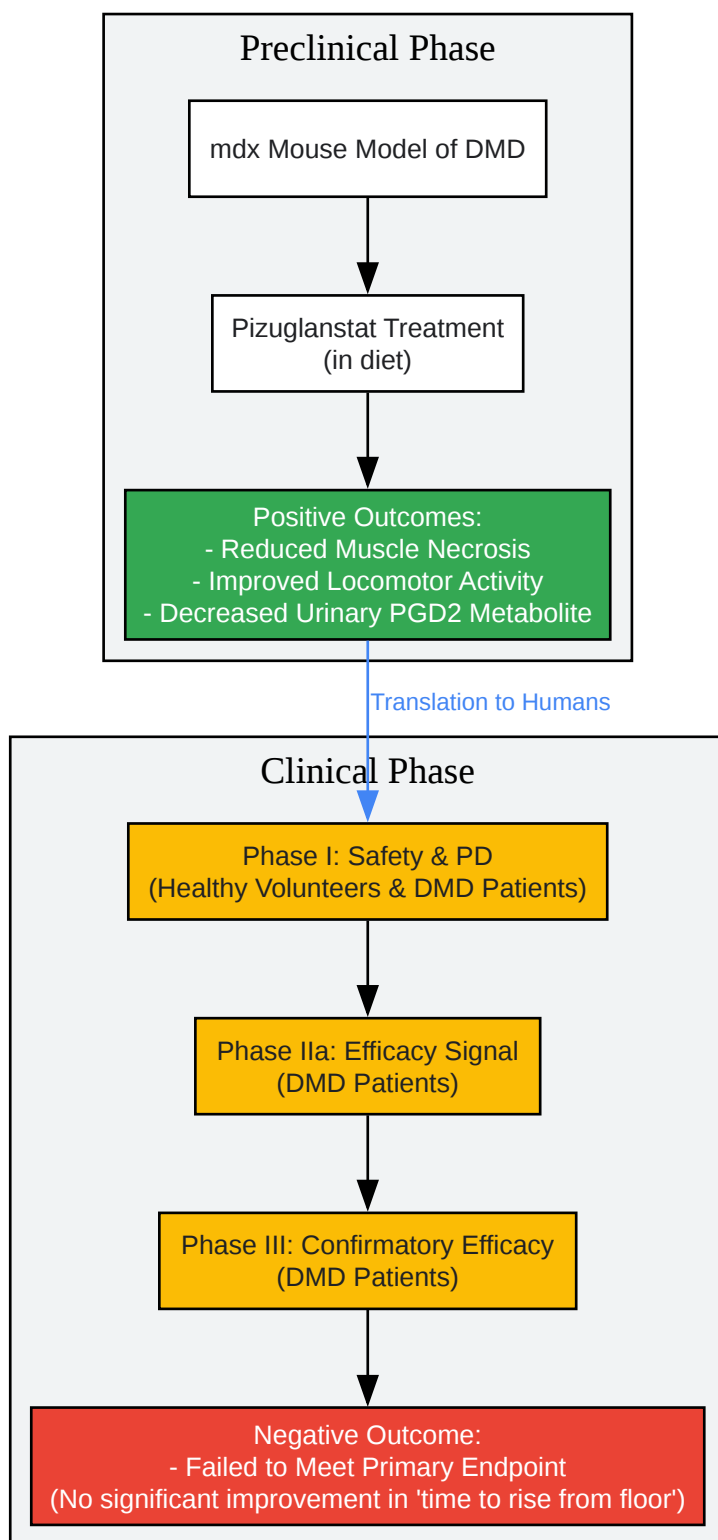 Preclinical Phase
mdx Mouse Model of DMD
Pizuglanstat Treatment
(in diet)
Positive Outcomes:
- Reduced Muscle Necrosis
- Improved Locomotor Activity
- Decreased Urinary PGD2 Metabolite
Translation to Humans
Clinical Phase
Phase I: Safety & PD
(Healthy Volunteers & DMD Patients)
Phase IIa: Efficacy Signal
(DMD Patients)
Phase III: Confirmatory Efficacy
(DMD Patients)
Negative Outcome:
- Failed to Meet Primary Endpoint
(No significant improvement in 'time to rise from floor')